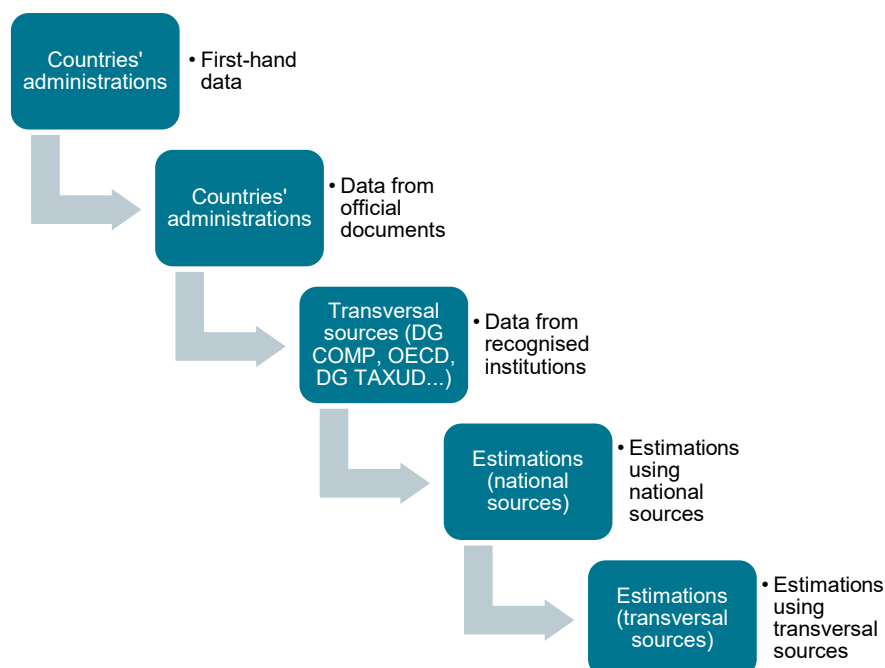 Countries'
administrations
• First-hand
data
Countries'
administrations
• Data from
official
documents
Transversal
sources (DG
COMP, OECD,
DG TAXUD...)
• Data from
recognised
institutions
Estimations
(national
sources)
• Estimations
using
national
sources
Estimations
(transversal
sources)
• Estimations
using
transversal
sources